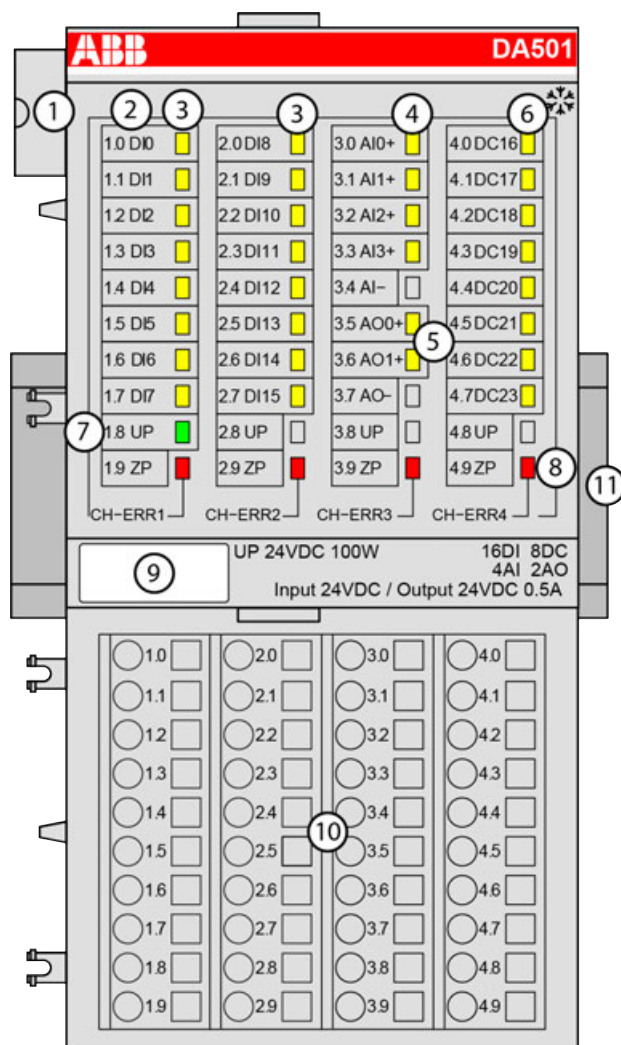 ABB DA501
1 2 3 3 4 6
1.0 DI0 2.0 DI8 3.0 AI0+ 4.0 DC16
1.1 DI1 2.1 DI9 3.1 AI1+ 4.1 DC17
1.2 DI2 2.2 DI10 3.2 AI2+ 4.2 DC18
1.3 DI3 2.3 DI11 3.3 AI3+ 4.3 DC19
1.4 DI4 2.4 DI12 3.4 AI− 4.4 DC20
1.5 DI5 2.5 DI13 3.5 AO0+ 4.5 DC21
5
1.6 DI6 2.6 DI14 3.6 AO1+ 4.6 DC22
1.7 DI7 2.7 DI15 3.7 AO− 4.7 DC23
7 1.8 UP 2.8 UP 3.8 UP 4.8 UP
1.9 ZP 2.9 ZP 3.9 ZP 4.9 ZP 8
11
CH-ERR1 CH-ERR2 CH-ERR3 CH-ERR4
9 UP 24VDC 100W 16DI 8DC
4AI 2AO
Input 24VDC / Output 24VDC 0.5A
1.0 2.0 3.0 4.0
1.1 2.1 3.1 4.1
1.2 2.2 3.2 4.2
1.3 2.3 3.3 4.3
1.4 2.4 3.4 4.4
10
1.5 2.5 3.5 4.5
1.6 2.6 3.6 4.6
1.7 2.7 3.7 4.7
1.8 2.8 3.8 4.8
1.9 2.9 3.9 4.9